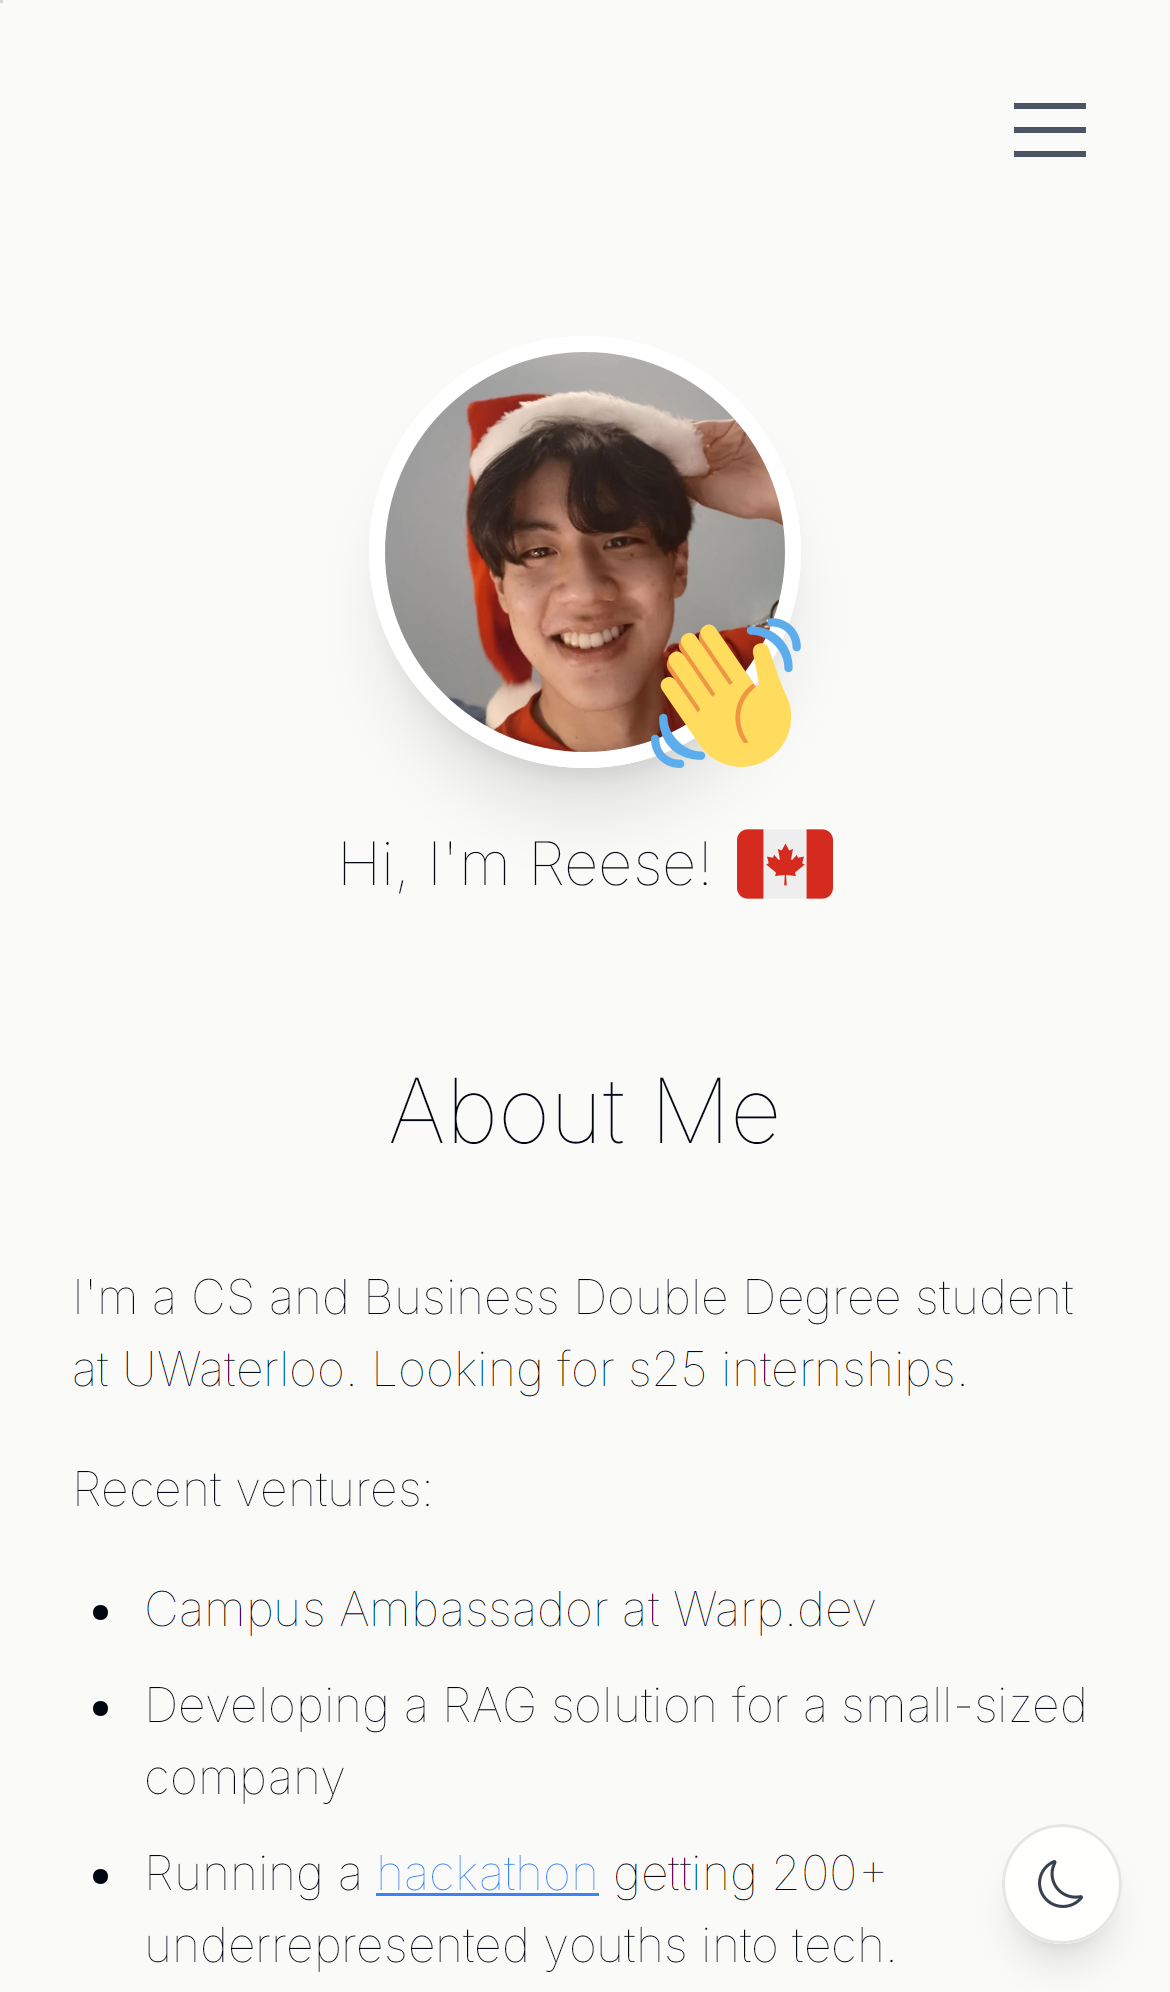 Hi, I'm Reese!
About Me
I'm a CS and Business Double Degree student
at UWaterloo. Looking for s25 internships.
Recent ventures:
Campus Ambassador at Warp.dev
Developing a RAG solution for a small-sized
company
Running a hackathon getting 200+
underrepresented youths into tech.